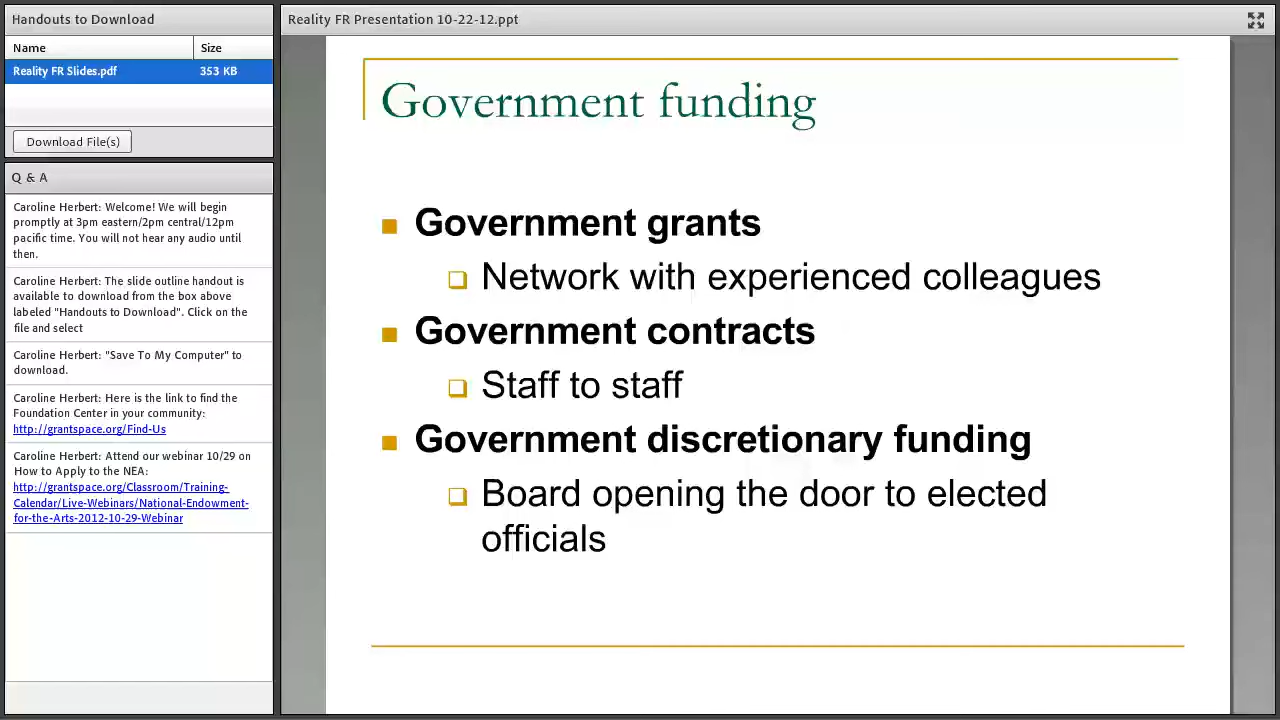 Handouts to Download
Name Size
Reality FR Slides.pdf 353 KB
Download File(s)
Q & A
Caroline Herbert: Welcome! We will begin
promptly at 3pm eastern/2pm central/12pm
pacific time. You will not hear any audio until
then.
Caroline Herbert: The slide outline handout is
available to download from the box above
labeled "Handouts to Download". Click on the
file and select
Caroline Herbert: "Save To My Computer" to
download.
Caroline Herbert: Here is the link to find the
Foundation Center in your community:
http://grantspace.org/Find-Us
Caroline Herbert: Attend our webinar 10/29 on
How to Apply to the NEA:
http://grantspace.org/Classroom/Training-
Calendar/Live-Webinars/National-Endowment-
for-the-Arts-2012-10-29-Webinar
Reality FR Presentation 10-22-12.ppt
Government funding
Government grants
Network with experienced colleagues
Government contracts
Staff to staff
Government discretionary funding
Board opening the door to elected
officials